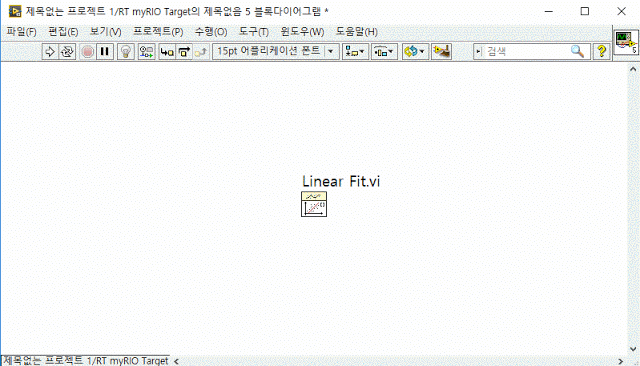 제목없는 프로젝트 1/RT myRIO Target의 제목없음 5 블록다이어그램 *
파일(F) 편집(E) 보기(V) 프로젝트(P) 수행(O) 도구(T) 윈도우(W) 도움말(H)
15pt 어플리케이션 폰트 검색 ? 5
Linear Fit.vi
제목없는 프로젝트 1/RT myRIO Target